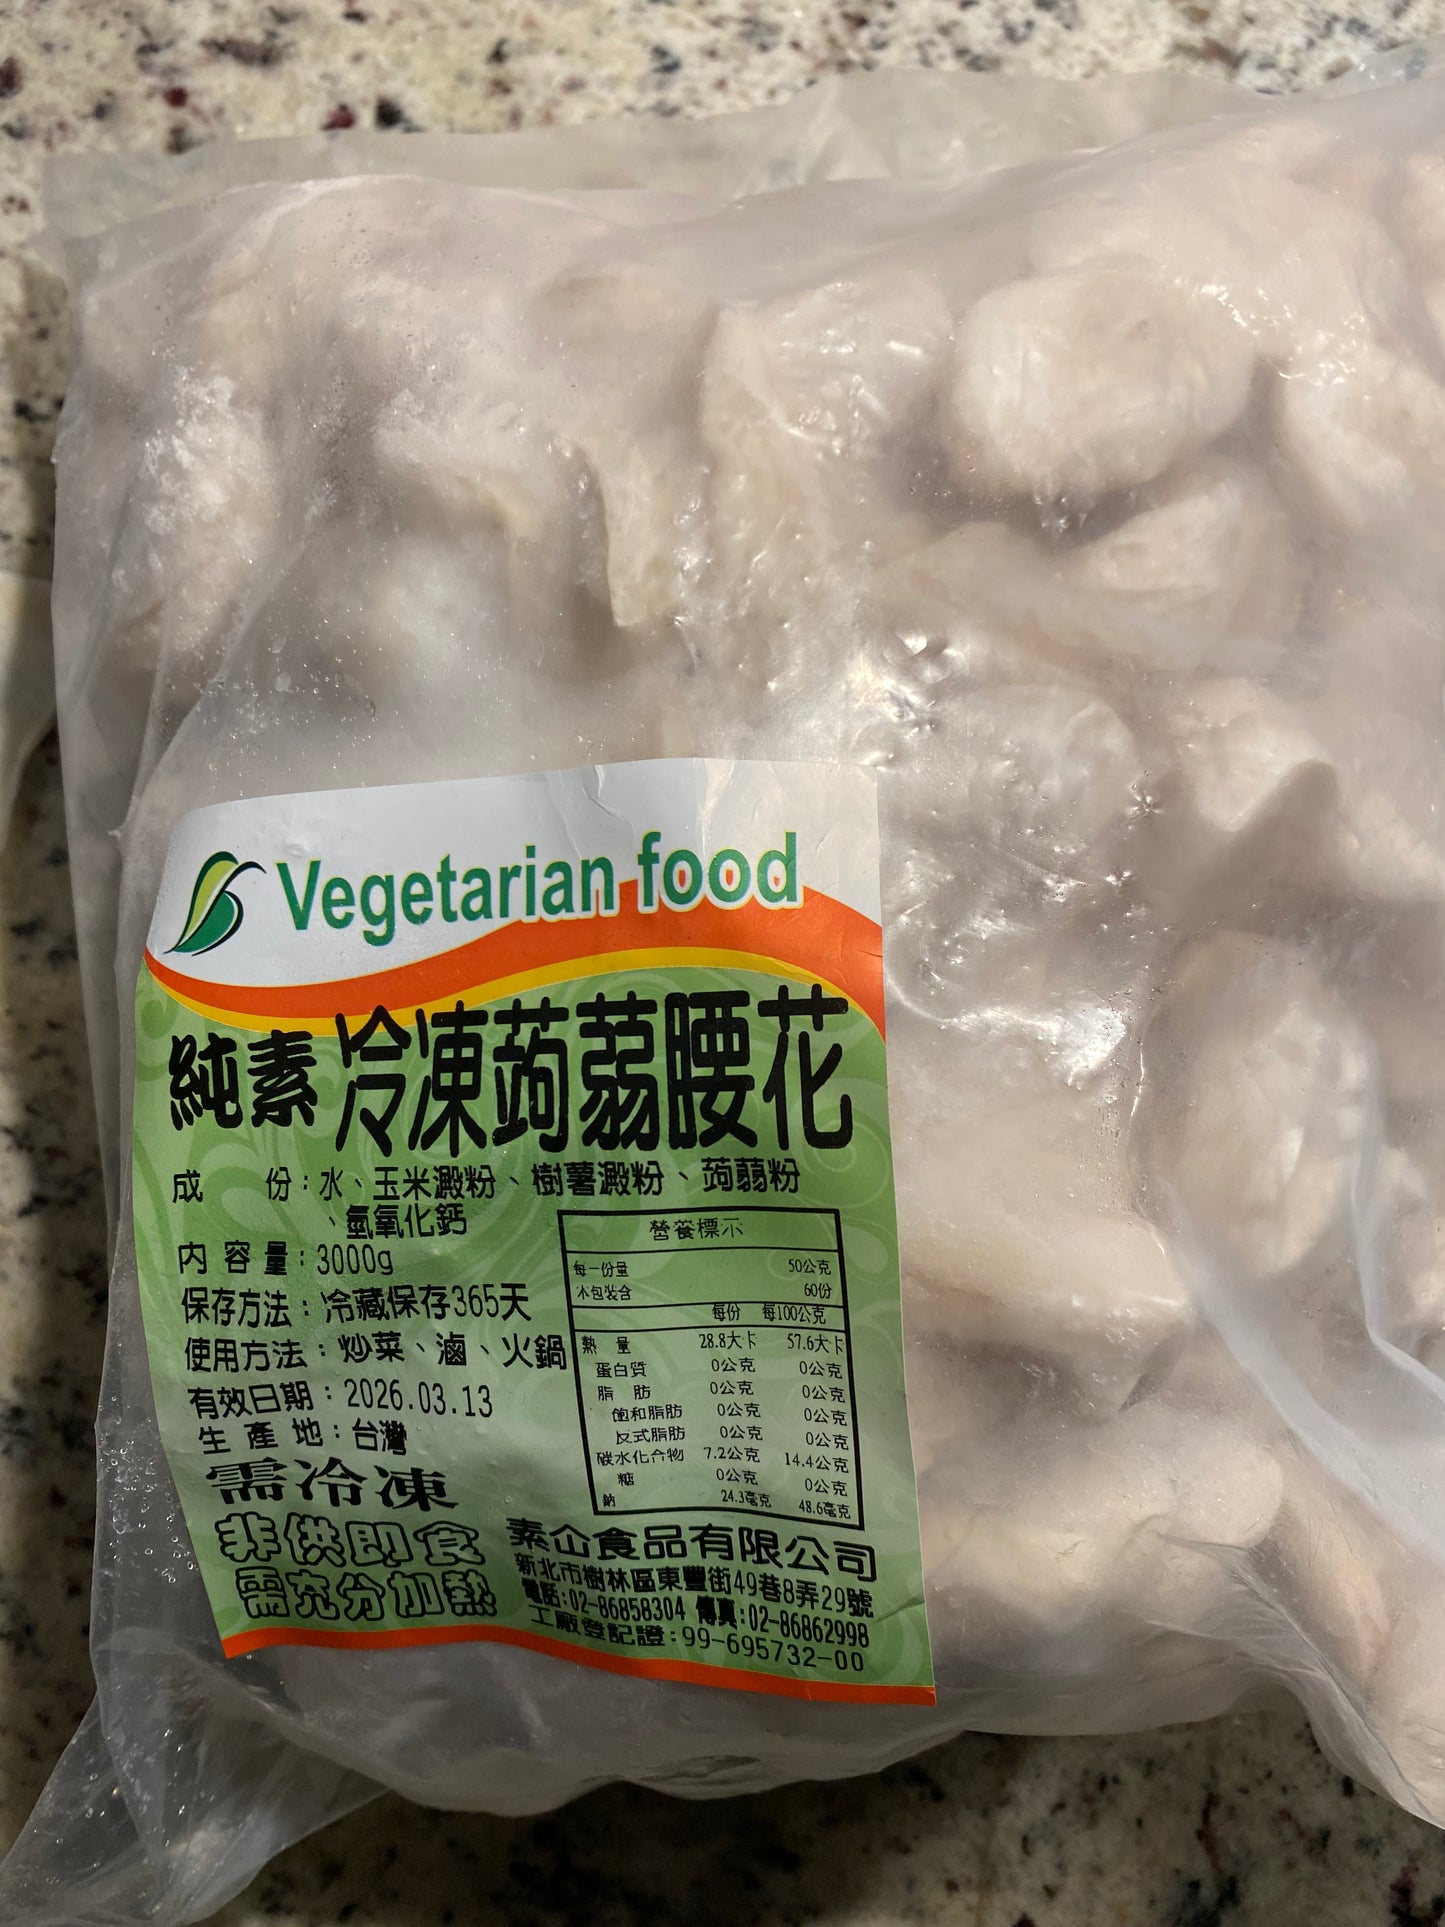 Vegetarian food
純素 冷凍蒟蒻腰花
成份:水、玉米澱粉、樹薯澱粉、蒟蒻粉
、氫氧化鈣
內容量:3000g
保存方法:冷藏保存365天
使用方法:炒菜、滷、火鍋
有效日期:2026.03.13
生產地:台灣
需冷凍
非供即食
需充分加熱
營養標示
每一份量 50公克
本包裝含 60份
每份 每100公克
熱量 28.8大卡 57.6大卡
蛋白質 0公克 0公克
脂肪 0公克 0公克
飽和脂肪 0公克 0公克
反式脂肪 0公克 0公克
碳水化合物 7.2公克 14.4公克
糖 0公克 0公克
鈉 24.3毫克 48.6毫克
素企食品有限公司
新北市樹林區東豐街49巷8弄29號
電話:02-86858304 傳真:02-86862998
工廠登記證:99-695732-00